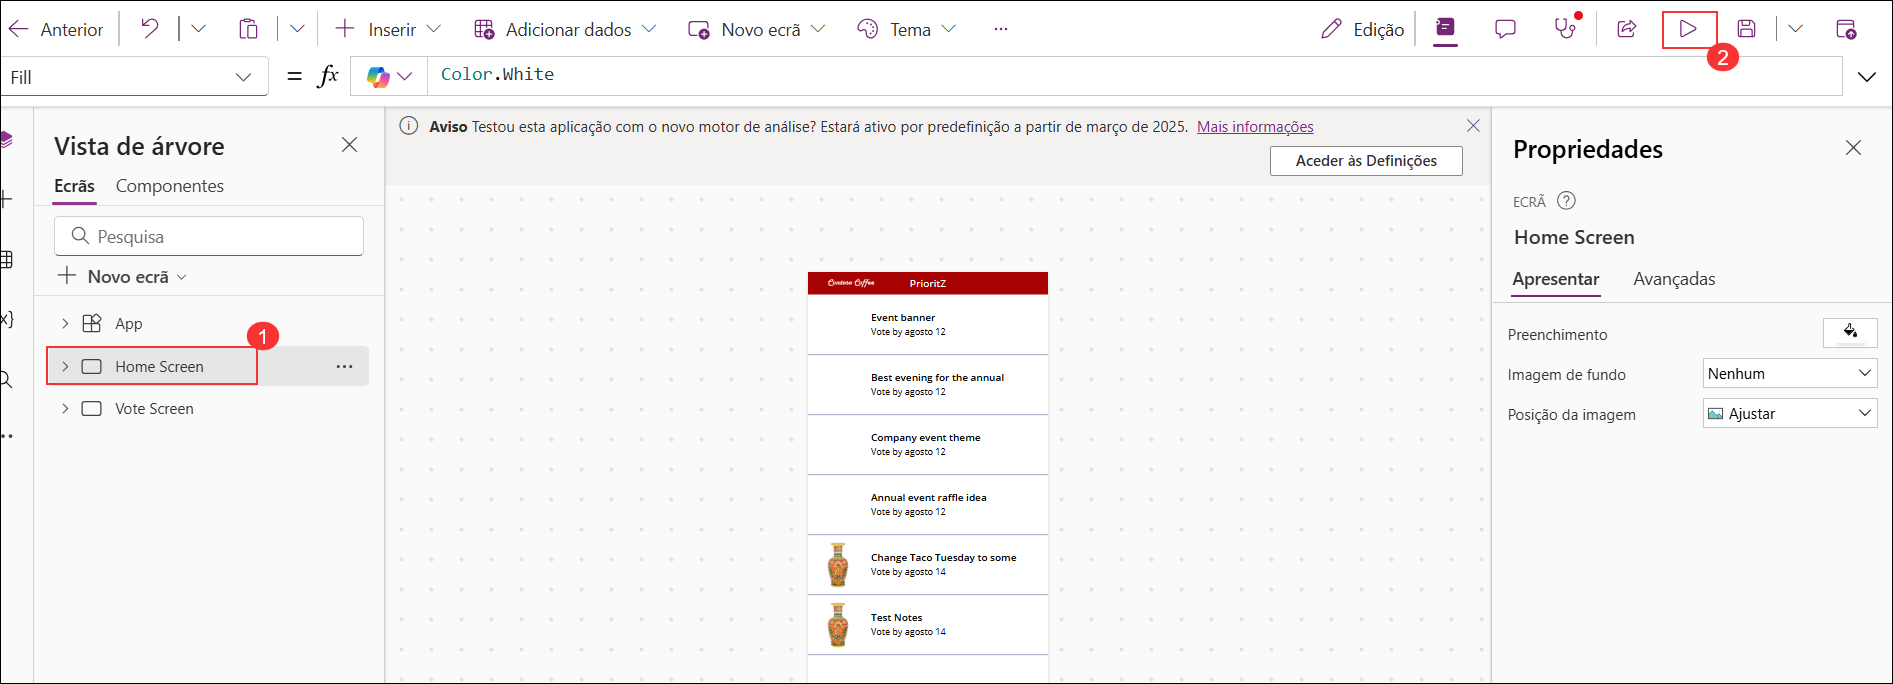 Anterior
Inserir
Adicionar dados
Novo ecrã
Tema
...
Edição
2
Fill
= fx
Color.White
Vista de árvore
Ecrãs Componentes
Pesquisa
Novo ecrã
App
1
Home Screen
...
Vote Screen
Aviso Testou esta aplicação com o novo motor de análise? Estará ativo por predefinição a partir de março de 2025. Mais informações
Aceder às Definições
Contoso Coffee PrioritZ
Event banner
Vote by agosto 12
Best evening for the annual
Vote by agosto 12
Company event theme
Vote by agosto 12
Annual event raffle idea
Vote by agosto 12
Change Taco Tuesday to some
Vote by agosto 14
Test Notes
Vote by agosto 14
Propriedades
ECRÃ ?
Home Screen
Apresentar Avançadas
Preenchimento
Imagem de fundo Nenhum
Posição da imagem Ajustar